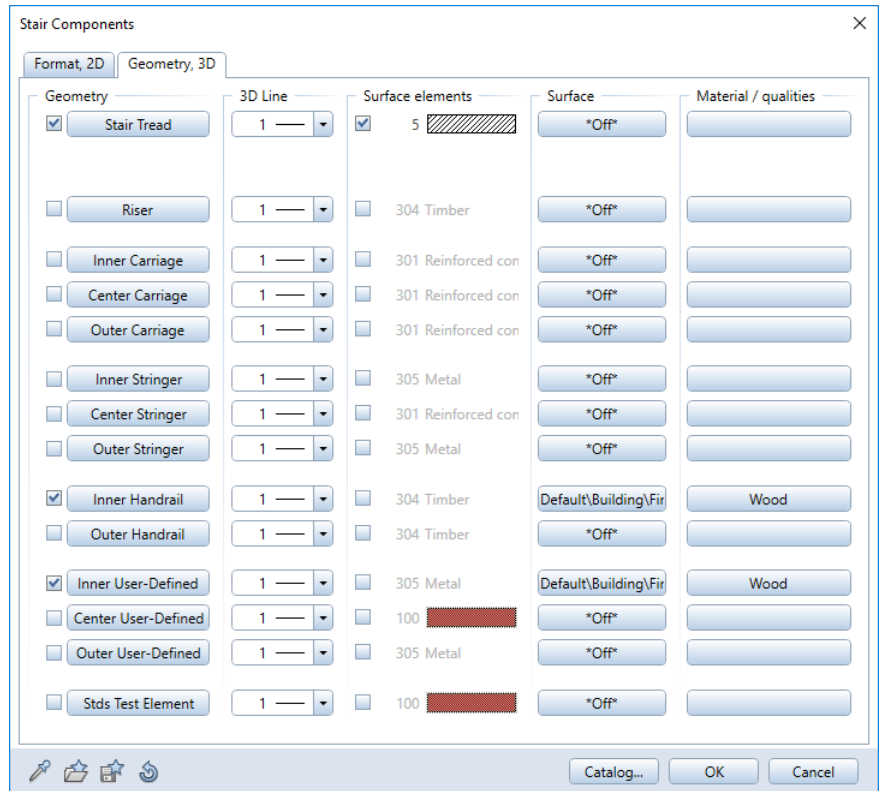 Stair Components
Format, 2D Geometry, 3D
Geometry 3D Line Surface elements Surface Material / qualities
Stair Tread 1 5 *Off*
Riser 1 304 Timber *Off*
Inner Carriage 1 301 Reinforced con *Off*
Center Carriage 1 301 Reinforced con *Off*
Outer Carriage 1 301 Reinforced con *Off*
Inner Stringer 1 305 Metal *Off*
Center Stringer 1 301 Reinforced con *Off*
Outer Stringer 1 305 Metal *Off*
Inner Handrail 1 304 Timber Default\Building\Fir Wood
Outer Handrail 1 304 Timber *Off*
Inner User-Defined 1 305 Metal Default\Building\Fir Wood
Center User-Defined 1 100 *Off*
Outer User-Defined 1 305 Metal *Off*
Stds Test Element 1 100 *Off*
Catalog... OK Cancel